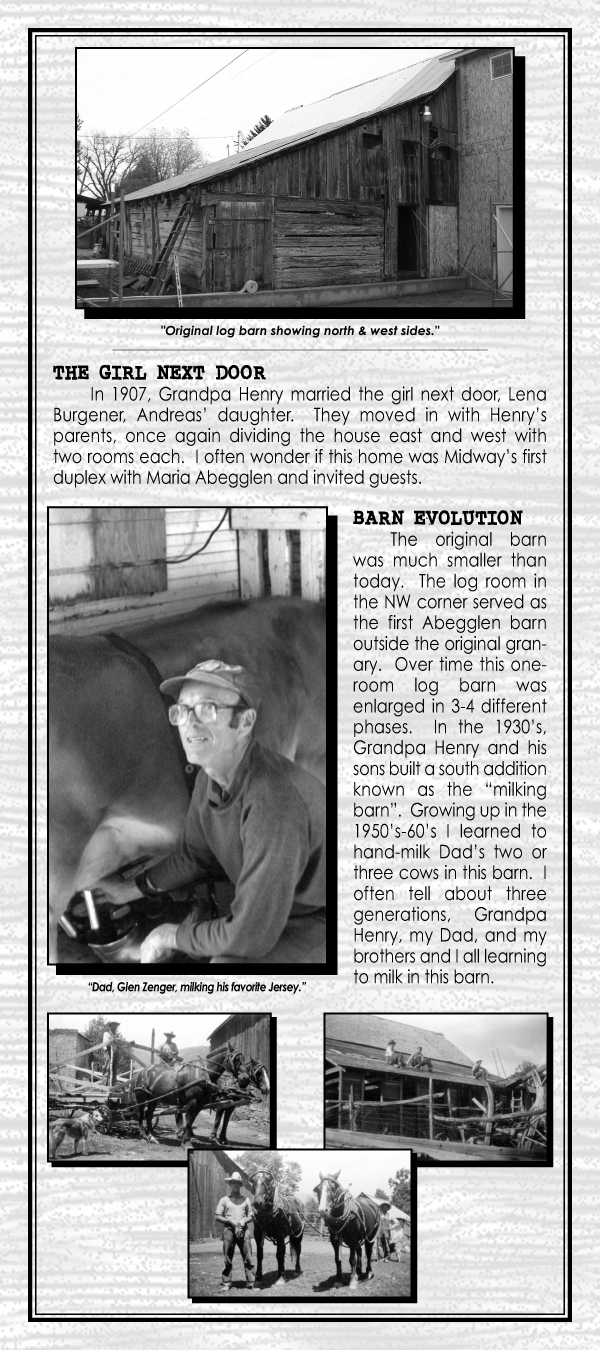 "Original log barn showing north & west sides."
THE GIRL NEXT DOOR
In 1907, Grandpa Henry married the girl next door, Lena
Burgener, Andreas’ daughter. They moved in with Henry’s
parents, once again dividing the house east and west with
two rooms each. I often wonder if this home was Midway’s first
duplex with Maria Abegglen and invited guests.
BARN EVOLUTION
The original barn
was much smaller than
today. The log room in
the NW corner served as
the first Abegglen barn
outside the original gran-
ary. Over time this one-
room log barn was
enlarged in 3-4 different
phases. In the 1930’s,
Grandpa Henry and his
sons built a south addition
known as the “milking
barn”. Growing up in the
1950’s-60’s I learned to
hand-milk Dad’s two or
three cows in this barn. I
often tell about three
generations, Grandpa
Henry, my Dad, and my
brothers and I all learning
to milk in this barn.
“Dad, Glen Zenger, milking his favorite Jersey.”